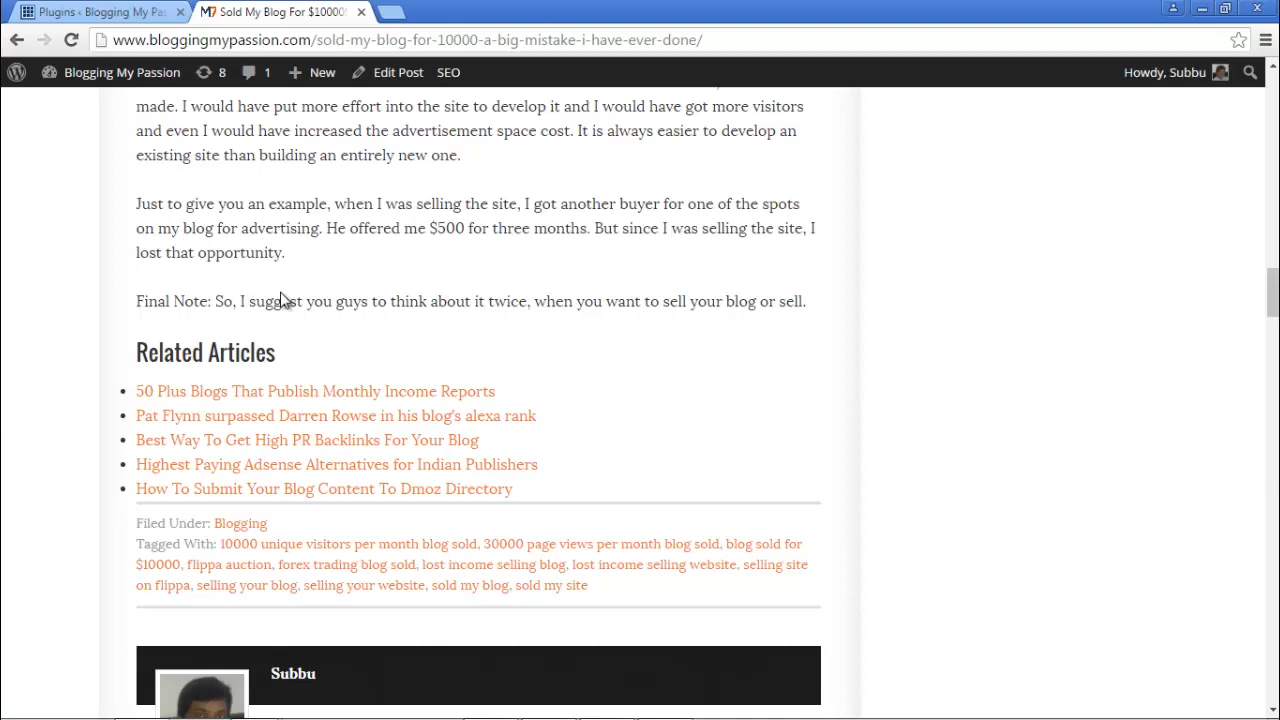 Plugins ‹ Blogging My Pas
Sold My Blog For $10000!
www.bloggingmypassion.com/sold-my-blog-for-10000-a-big-mistake-i-have-ever-done/
Blogging My Passion 8 1 New Edit Post SEO Howdy, Subbu
made. I would have put more effort into the site to develop it and I would have got more visitors
and even I would have increased the advertisement space cost. It is always easier to develop an
existing site than building an entirely new one.
Just to give you an example, when I was selling the site, I got another buyer for one of the spots
on my blog for advertising. He offered me $500 for three months. But since I was selling the site, I
lost that opportunity.
Final Note: So, I suggest you guys to think about it twice, when you want to sell your blog or sell.
Related Articles
50 Plus Blogs That Publish Monthly Income Reports
Pat Flynn surpassed Darren Rowse in his blog's alexa rank
Best Way To Get High PR Backlinks For Your Blog
Highest Paying Adsense Alternatives for Indian Publishers
How To Submit Your Blog Content To Dmoz Directory
Filed Under: Blogging
Tagged With: 10000 unique visitors per month blog sold, 30000 page views per month blog sold, blog sold for
$10000, flippa auction, forex trading blog sold, lost income selling blog, lost income selling website, selling site
on flippa, selling your blog, selling your website, sold my blog, sold my site
Subbu